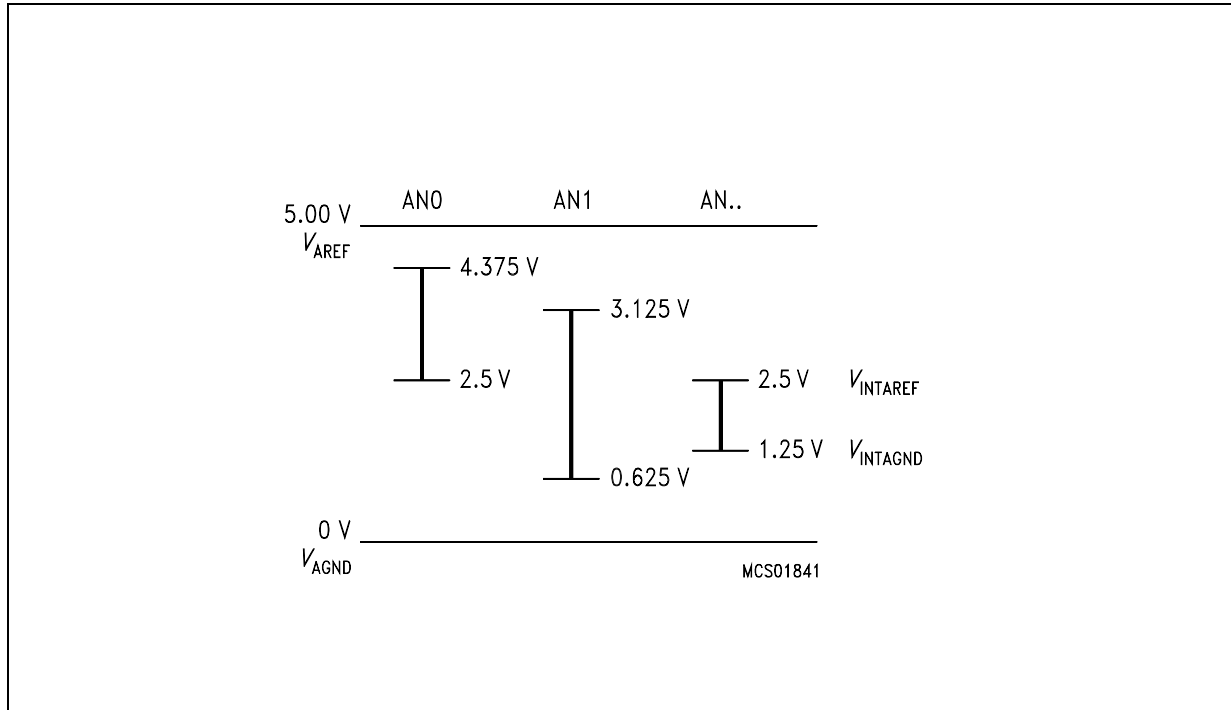 AN0 AN1 AN..
5.00 V
VAREF
4.375 V
3.125 V
2.5 V
2.5 V VINTAREF
1.25 V VINTAGND
0.625 V
0 V
VAGND
MCS01841